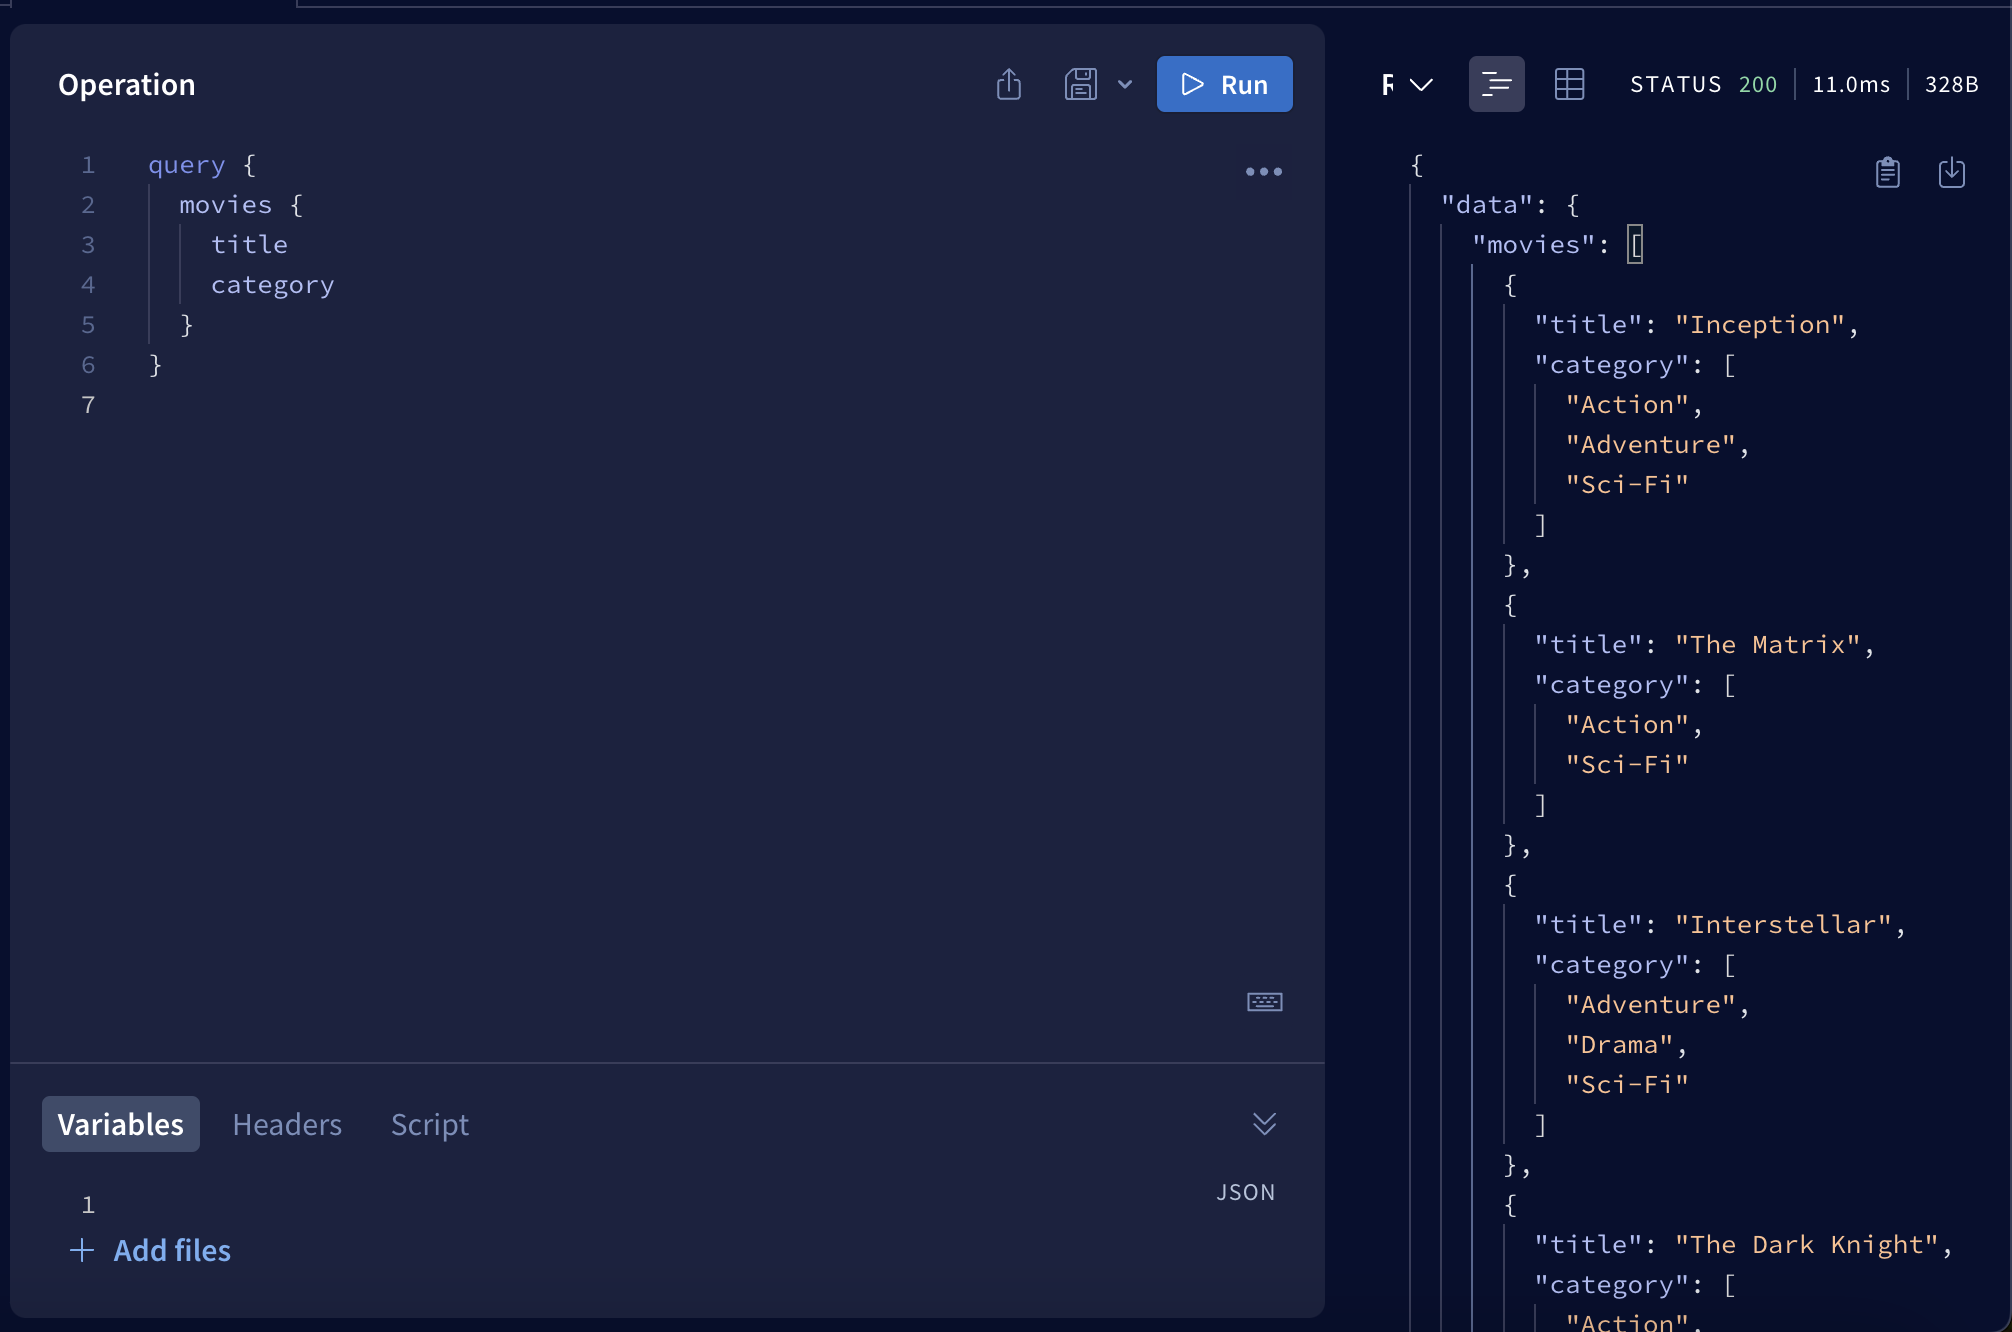 Operation
Run
1 query {
2 movies {
3 title
4 category
5 }
6 }
7
Variables Headers Script
JSON
1
Add files
STATUS 200 11.0ms 328B
{
"data": {
"movies": [
{
"title": "Inception",
"category": [
"Action",
"Adventure",
"Sci-Fi"
]
},
{
"title": "The Matrix",
"category": [
"Action",
"Sci-Fi"
]
},
{
"title": "Interstellar",
"category": [
"Adventure",
"Drama",
"Sci-Fi"
]
},
{
"title": "The Dark Knight",
"category": [
"Action",